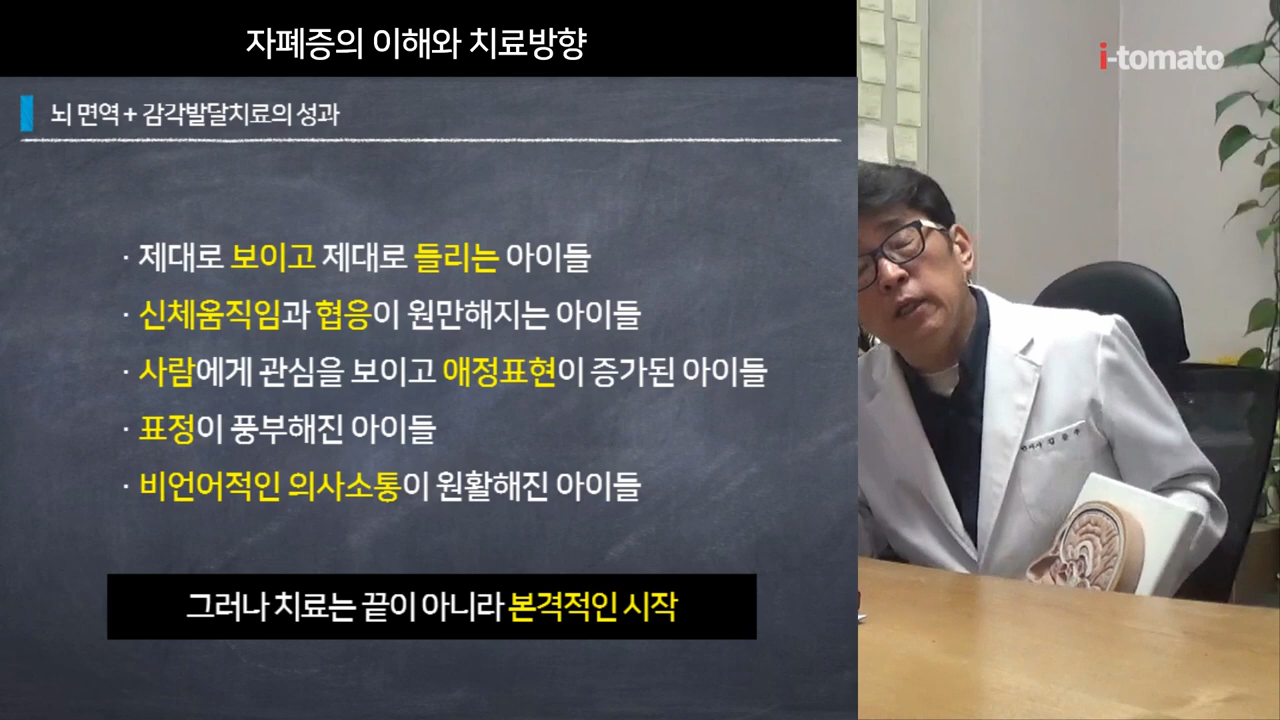 자폐증의 이해와 치료방향
i-tomato
뇌 면역 + 감각발달치료의 성과
· 제대로 보이고 제대로 들리는 아이들
· 신체움직임과 협응이 원만해지는 아이들
· 사람에게 관심을 보이고 애정표현이 증가된 아이들
· 표정이 풍부해진 아이들
· 비언어적인 의사소통이 원활해진 아이들
그러나 치료는 끝이 아니라 본격적인 시작